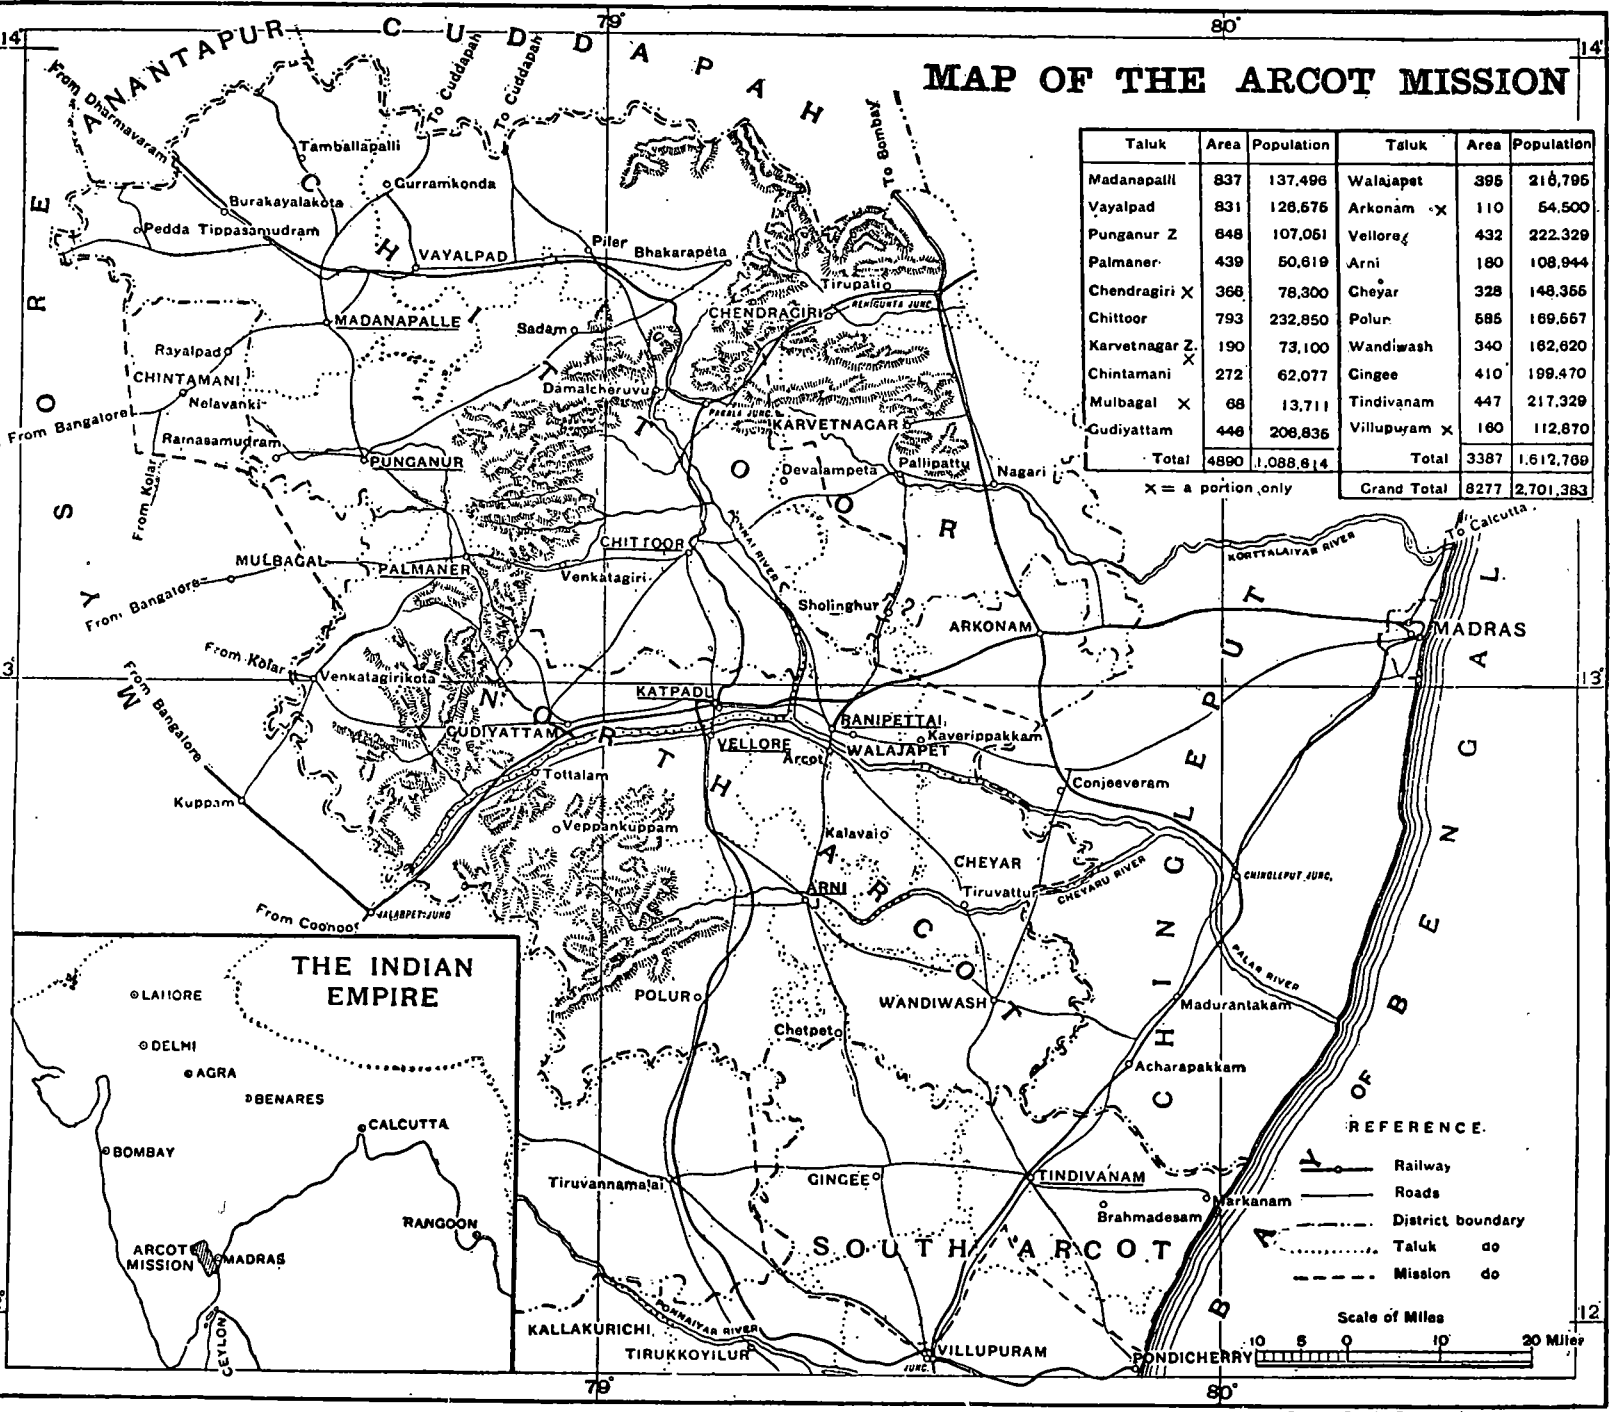 14°
79°
80°
14°
ANANTAPUR
CUDDAPAH
To Cuddapah
To Cuddapah
From Dharmavaram
To Bombay
MAP OF THE ARCOT MISSION
Taluk Area Population Taluk Area Population
Madanapalli 837 137,496 Walajapet 395 216,795
Vayalpad 831 126,575 Arkonam x 110 54,500
Punganur Z 648 107,051 Vellore 432 222,329
Palmaner 439 50,619 Arni 180 108,944
Chendragiri X 366 78,300 Cheyar 328 148,355
Chittoor 793 232,850 Polur 585 169,557
Karvetnagar Z. X 190 73,100 Wandiwash 340 162,620
Chintamani 272 62,077 Gingee 410 199,470
Mulbagal X 68 13,711 Tindivanam 447 217,329
Gudiyattam 446 206,835 Villupuram X 160 112,870
Total 4890 1,088,614 Total 3387 1,612,769
x = a portion only Grand Total 8277 2,701,383
Tamballapalli
Gurramkonda
Burakayalakota
Pedda Tippasamudram
VAYALPAD
Piler
Bhakarapeta
Tirupati
RENIGUNTA JUNC.
CHENDRAGIRI
MADANAPALLE
Sadam
Rayalpad
CHINTAMANI
Nelavanki
Damalcheruvu
PAKALA JUNC.
KARVETNAGAR
From Bangalore
Ramasamudram
PUNGANUR
Devalampeta
Pallipattu
Nagari
From Kolar
CHITTOOR
CHITTOOR
PONAI RIVER
KORTTALAIYAR RIVER
To Calcutta
MULBAGAL
PALMANER
Venkatagiri
From Bangalore
Sholinghur
ARKONAM
MADRAS
MYSORE
From Kolar
Venkatagirikota
KATPADI
13°
13°
From Bangalore
GUDIYATTAM
RANIPETTAI
Kaverippakkam
VELLORE
WALAJAPET
Arcot
Tottalam
Conjeeveram
Kuppam
Veppankuppam
Kalavai
CHEYAR
ARNI
Tiruvattur
CHEYARU RIVER
CHINGLEPUT JUNC.
JALARPET JUNC
From Coonoor
NORTH ARCOT
CHINGLEPUT
PALAR RIVER
POLUR
WANDIWASH
Madurantakam
Chetpet
Acharapakkam
BAY OF BENGAL
THE INDIAN
EMPIRE
LAHORE
DELHI
AGRA
BENARES
CALCUTTA
BOMBAY
RANGOON
ARCOT
MISSION
MADRAS
CEYLON
Tiruvannamalai
GINGEE
TINDIVANAM
Markanam
Brahmadesam
SOUTH ARCOT
PONNAIYAR RIVER
KALLAKURICHI
TIRUKKOYILUR
VILLUPURAM
JUNC.
PONDICHERRY
REFERENCE.
Railway
Roads
District boundary
Taluk do
Mission do
Scale of Miles
10 5 0 10 20 Miles
12
79°
80°